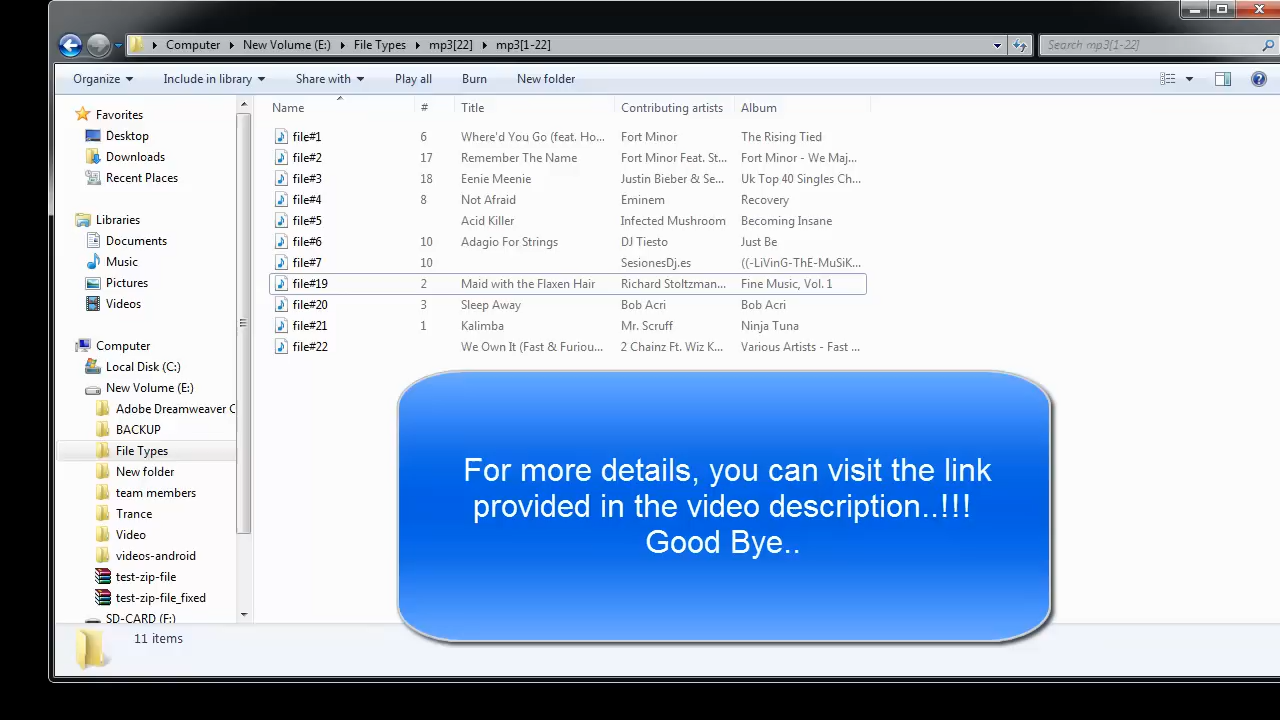 Computer New Volume (E:) File Types mp3[22] mp3[1-22] Search mp3[1-22]
Organize Include in library Share with Play all Burn New folder
Name # Title Contributing artists Album
file#1 6 Where'd You Go (feat. Ho... Fort Minor The Rising Tied
file#2 17 Remember The Name Fort Minor Feat. St... Fort Minor - We Maj...
file#3 18 Eenie Meenie Justin Bieber & Se... Uk Top 40 Singles Ch...
file#4 8 Not Afraid Eminem Recovery
file#5 Acid Killer Infected Mushroom Becoming Insane
file#6 10 Adagio For Strings DJ Tiesto Just Be
file#7 10 SesionesDj.es ((-LiVinG-ThE-MuSiK...
file#19 2 Maid with the Flaxen Hair Richard Stoltzman... Fine Music, Vol. 1
file#20 3 Sleep Away Bob Acri Bob Acri
file#21 1 Kalimba Mr. Scruff Ninja Tuna
file#22 We Own It (Fast & Furiou... 2 Chainz Ft. Wiz K... Various Artists - Fast ...
Favorites
Desktop
Downloads
Recent Places
Libraries
Documents
Music
Pictures
Videos
Computer
Local Disk (C:)
New Volume (E:)
Adobe Dreamweaver C
BACKUP
File Types
New folder
team members
Trance
Video
videos-android
test-zip-file
test-zip-file_fixed
SD-CARD (F:)
For more details, you can visit the link
provided in the video description..!!!
Good Bye..
11 items